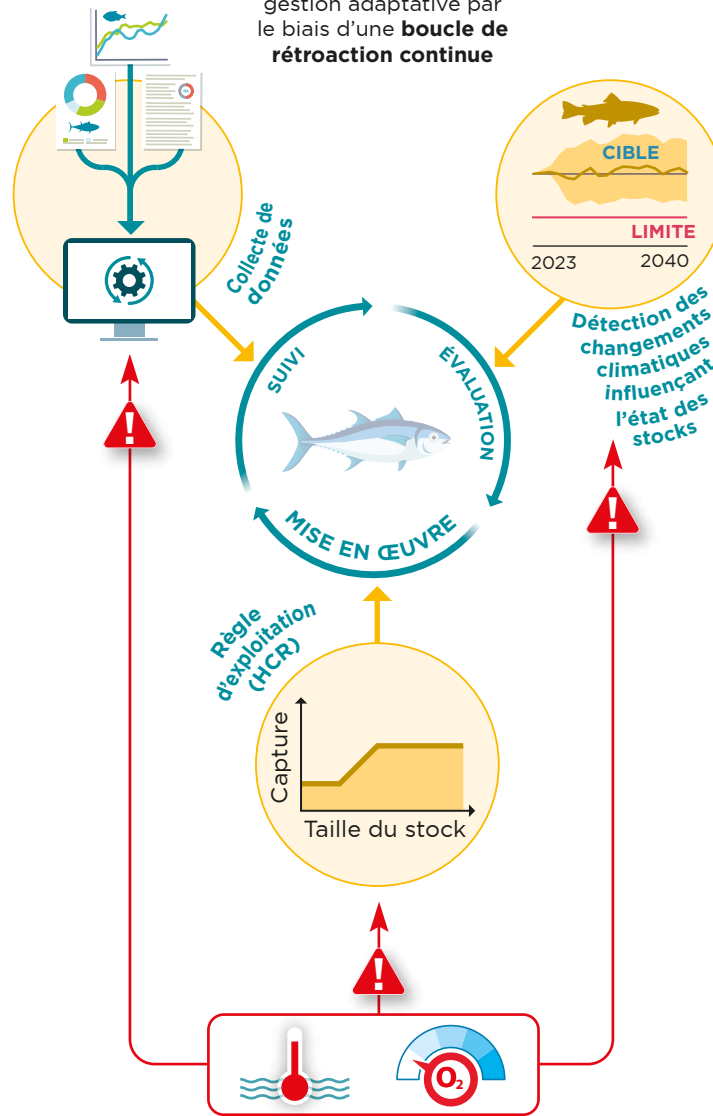 gestion adaptative par
le biais d'une boucle de
rétroaction continue
CIBLE
LIMITE
2023 2040
Collecte de
données
Détection des
changements
climatiques
influençant
l'état des
stocks
SUIVI
ÉVALUATION
MISE EN ŒUVRE
Règle
d'exploitation
(HCR)
Capture
Taille du stock
!
!
!
O₂